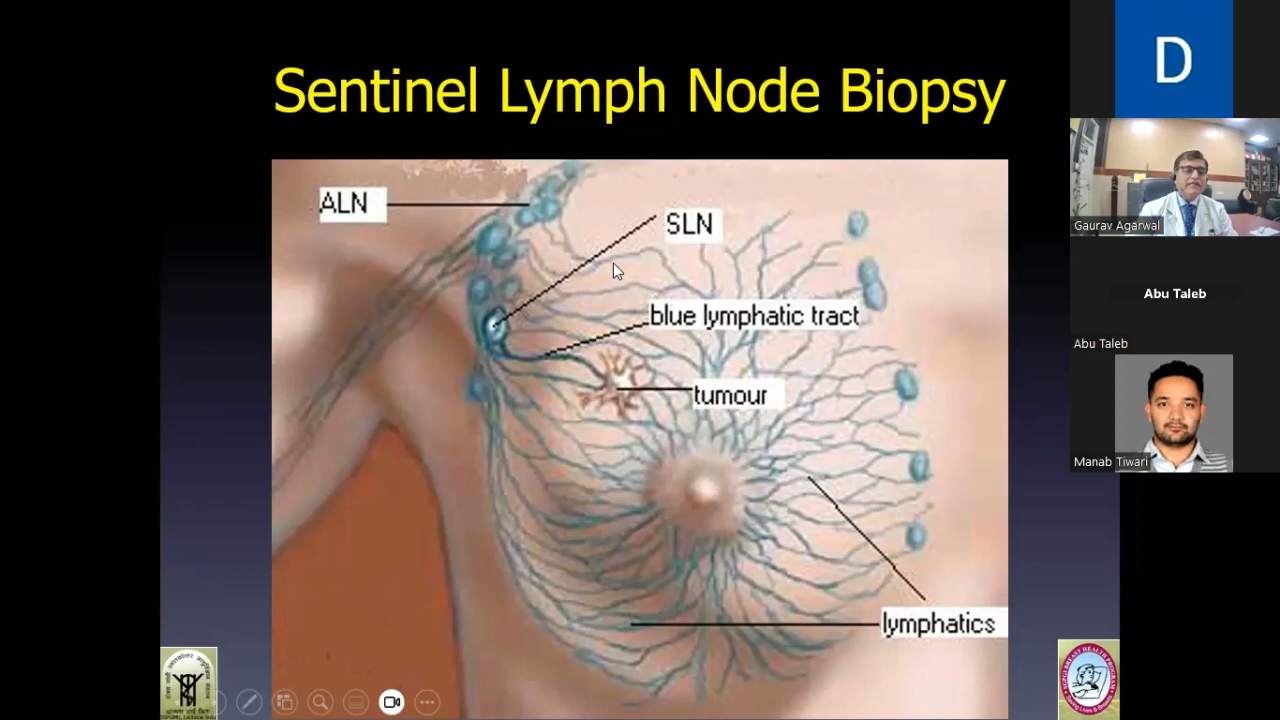 Sentinel Lymph Node Biopsy
ALN
SLN
blue lymphatic tract
tumour
lymphatics
D
Gaurav Agarwal
Abu Taleb
Abu Taleb
Manab Tiwari